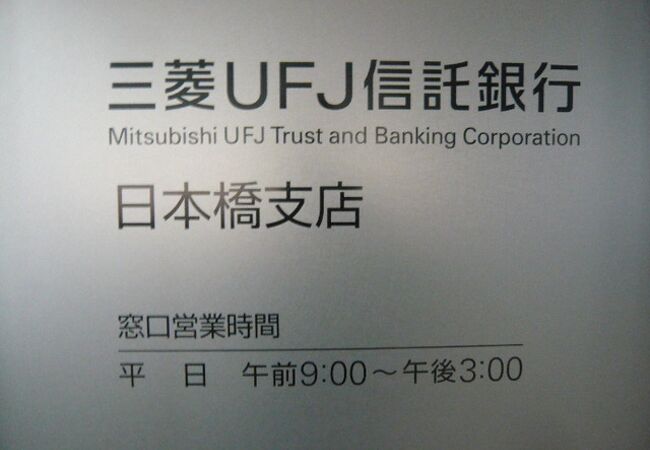 三菱UFJ信託銀行
Mitsubishi UFJ Trust and Banking Corporation
日本橋支店
窓口営業時間
平　日　午前9:00〜午後3:00